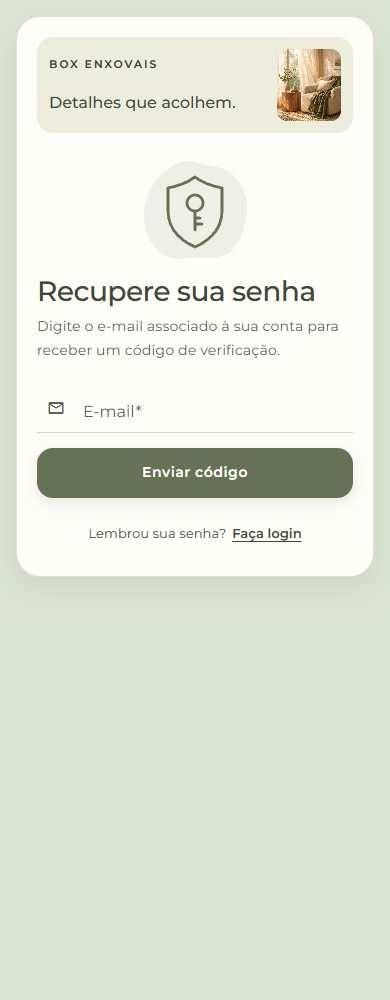 BOX ENXOVAIS
Detalhes que acolhem.
Recupere sua senha
Digite o e-mail associado à sua conta para
receber um código de verificação.
E-mail*
Enviar código
Lembrou sua senha? Faça login